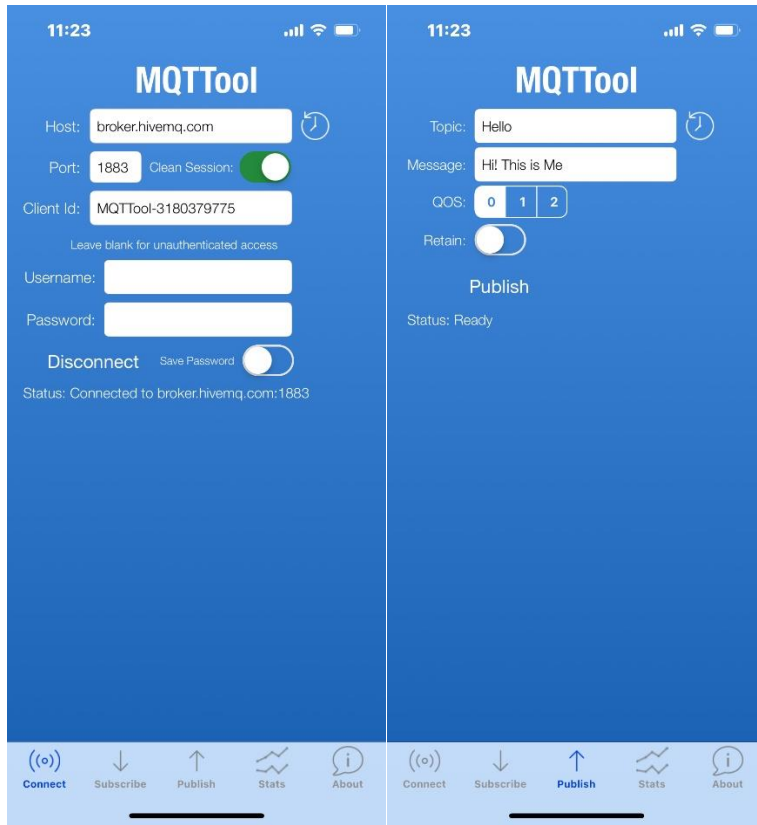 11:23
MQTTool
Host: broker.hivemq.com
Port: 1883 Clean Session:
Client Id: MQTTool-3180379775
Leave blank for unauthenticated access
Username:
Password:
Disconnect Save Password
Status: Connected to broker.hivemq.com:1883
Connect Subscribe Publish Stats About
11:23
MQTTool
Topic: Hello
Message: Hi! This is Me
QOS: 0 1 2
Retain:
Publish
Status: Ready
Connect Subscribe Publish Stats About